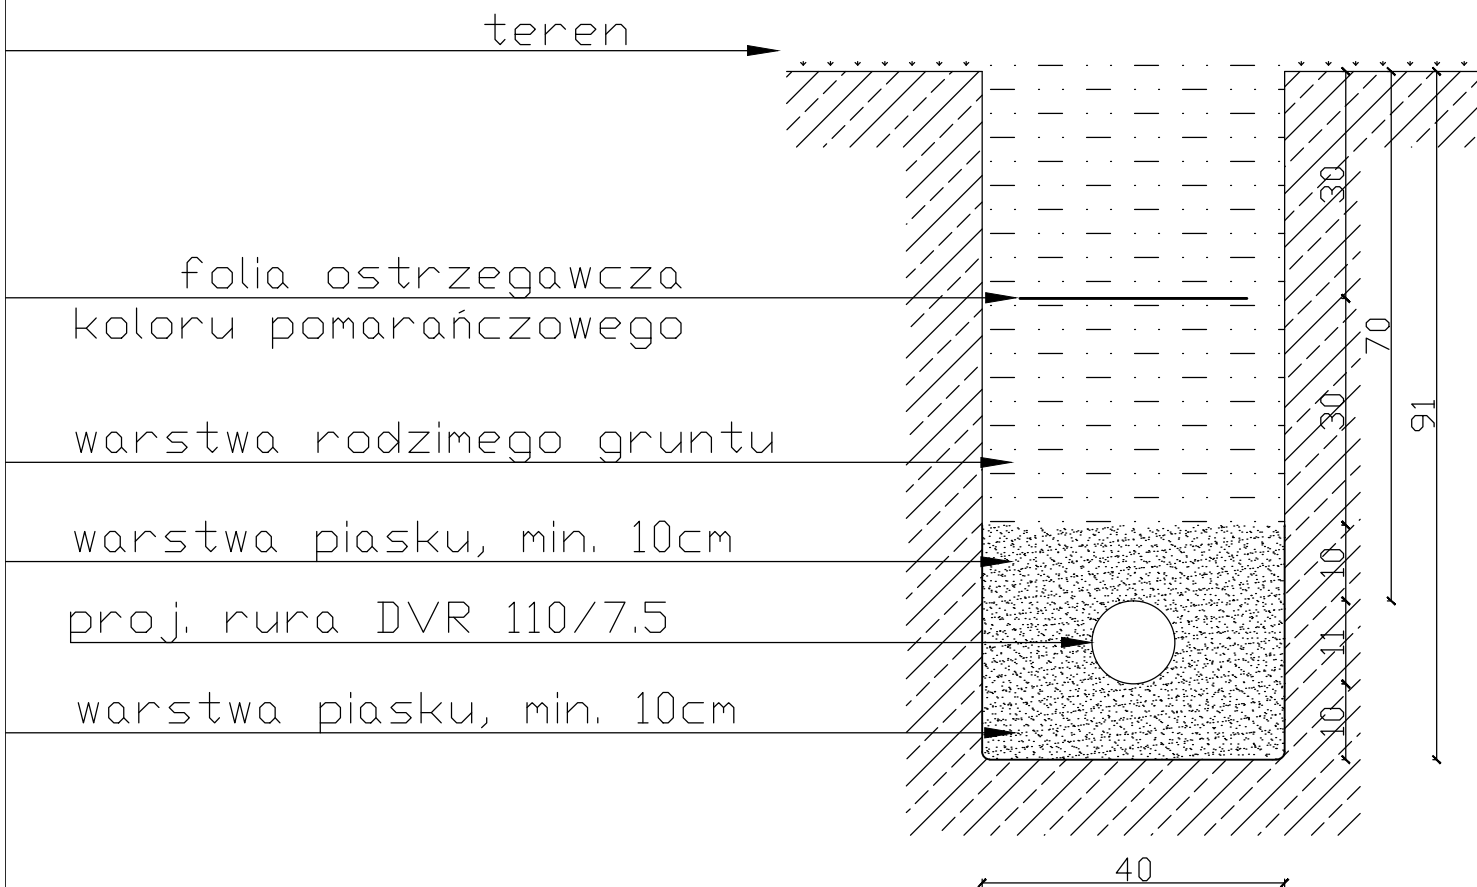 teren
folia ostrzegawcza
koloru pomarańczowego
warstwa rodzimego gruntu
warstwa piasku, min. 10cm
proj. rura DVR 110/7.5
warstwa piasku, min. 10cm
30
30
10
11
10
70
91
40